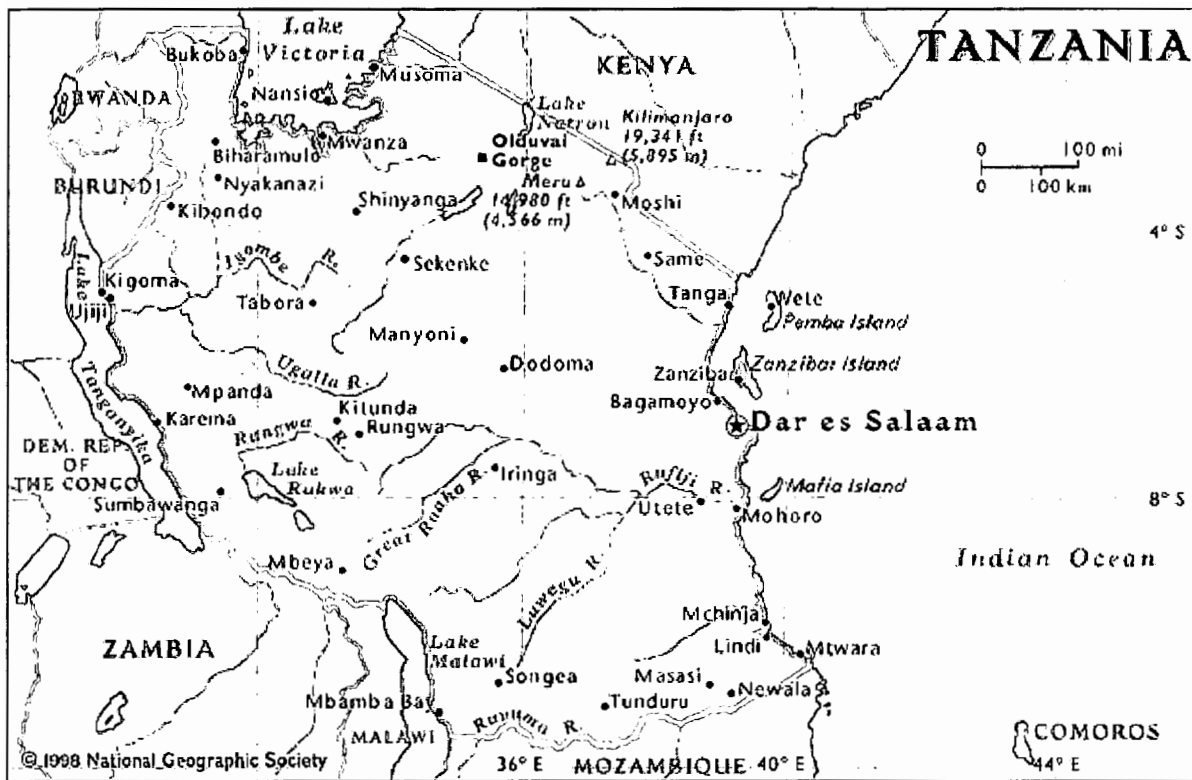 TANZANIA
Lake
Victoria
Bukoba
Musoma
KENYA
RWANDA
Nansio
Lake
Natron
Kilimanjaro
19,341 ft
(5,895 m)
0 100 mi
0 100 km
Mwanza
Olduvai
Gorge
Biharamulo
BURUNDI
Nyakanazi
Meru
14,980 ft
(4,566 m)
Moshi
Kibondo
Shinyanga
4° S
Igombe R.
Sekenke
Same
Kigoma
Ujiji
Lake
Tanganyika
Tabora
Tanga
Wete
Pemba Island
Manyoni
Dodoma
Zanzibar
Zanzibar Island
Ugalla R.
Mpanda
Bagamoyo
Karema
Kitunda
Rungwa
Rungwa R.
Dar es Salaam
DEM. REP.
OF
THE CONGO
Lake
Rukwa
Iringa
Great Ruaha R.
Rufiji R.
Mafia Island
Sumbawanga
Utete
Mohoro
8° S
Mbeya
Luwegu R.
Indian Ocean
Mchinja
ZAMBIA
Lake
Malawi
Lindi
Mtwara
Songea
Masasi
Newala
Mbamba Bay
Tunduru
MALAWI
Ruvuma R.
COMOROS
© 1998 National Geographic Society
36° E
MOZAMBIQUE
40° E
44° E